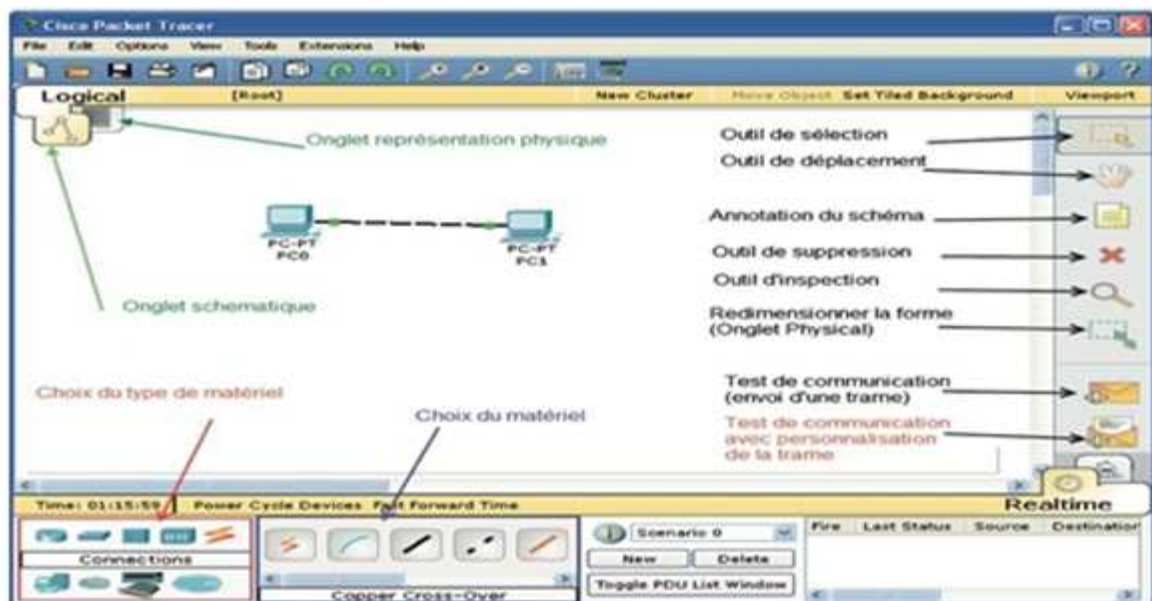 Cisco Packet Tracer
File Edit Options View Tools Extensions Help
Logical [Root] New Cluster Move Object Set Tiled Background Viewport
Onglet représentation physique
Outil de sélection
Outil de déplacement
PC-PT
PC0
PC-PT
PC1
Annotation du schéma
Outil de suppression
Outil d'inspection
Onglet schematique
Redimensionner la forme
(Onglet Physical)
Choix du type de matériel
Choix du matériel
Test de communication
(envoi d'une trame)
Test de communication
avec personnalisation
de la trame
Time: 01:15:59 Power Cycle Devices Fast Forward Time Realtime
Connections
Copper Cross-Over
Scenario 0
New Delete
Toggle PDU List Window
Fire Last Status Source Destination